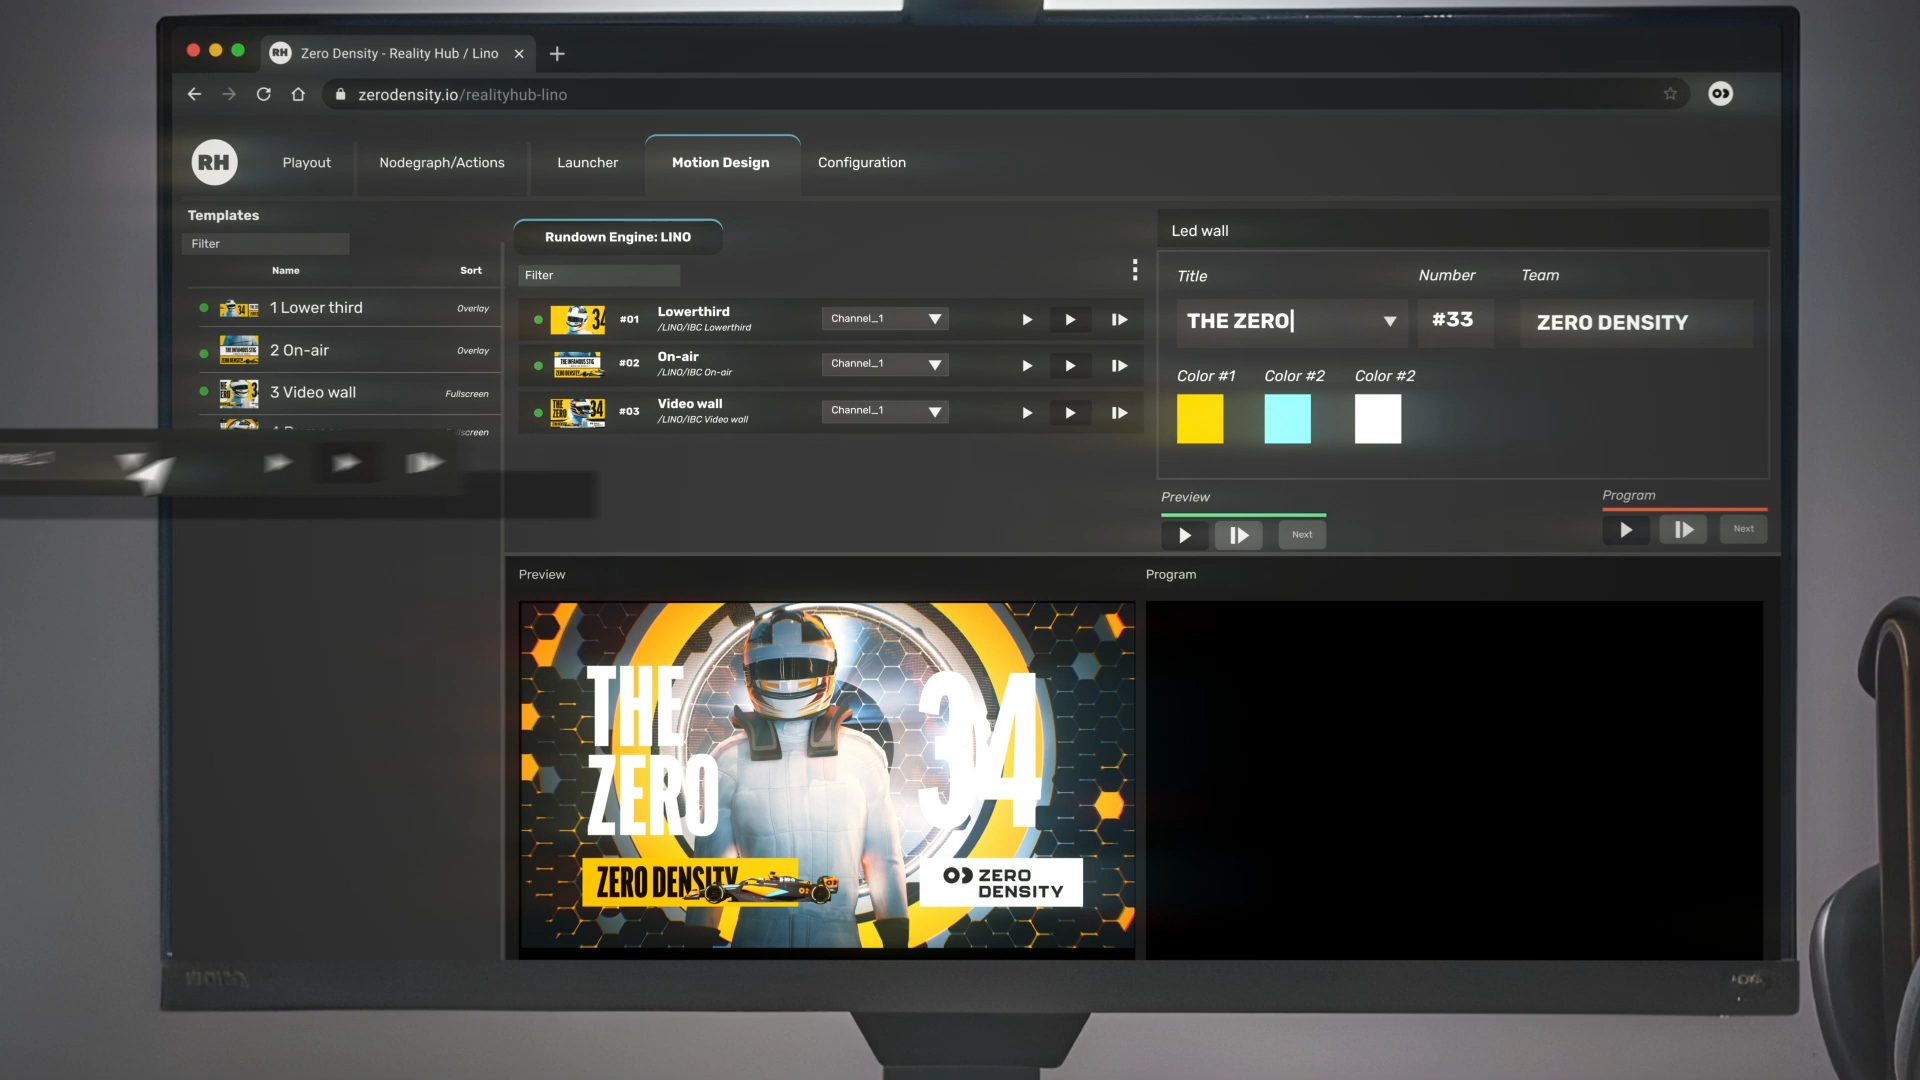 RH Zero Density - Reality Hub / Lino
zerodensity.io/realityhub-lino
RH Playout Nodegraph/Actions Launcher Motion Design Configuration
Templates
Filter
Name Sort
1 Lower third Overlay
2 On-air Overlay
3 Video wall Fullscreen
Rundown Engine: LINO
Filter
#01 Lowerthird Channel_1
/LINO/IBC Lowerthird
#02 On-air Channel_1
/LINO/IBC On-air
#03 Video wall Channel_1
/LINO/IBC Video wall
Led wall
Title Number Team
THE ZERO #33 ZERO DENSITY
Color #1 Color #2 Color #2
Preview
Next
Program
Next
Preview
THE
ZERO
34
ZERO DENSITY
ZERO
DENSITY
Program